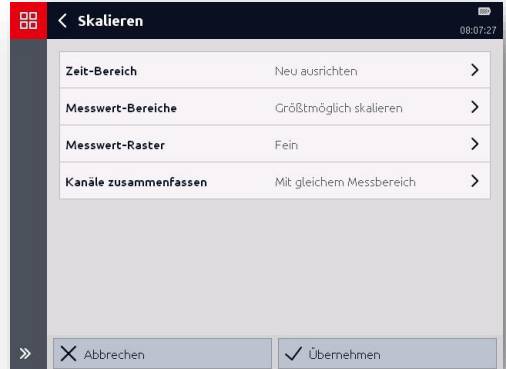 Skalieren
08:07:27
Zeit-Bereich Neu ausrichten
Messwert-Bereiche Größtmöglich skalieren
Messwert-Raster Fein
Kanäle zusammenfassen Mit gleichem Messbereich
Abbrechen Übernehmen